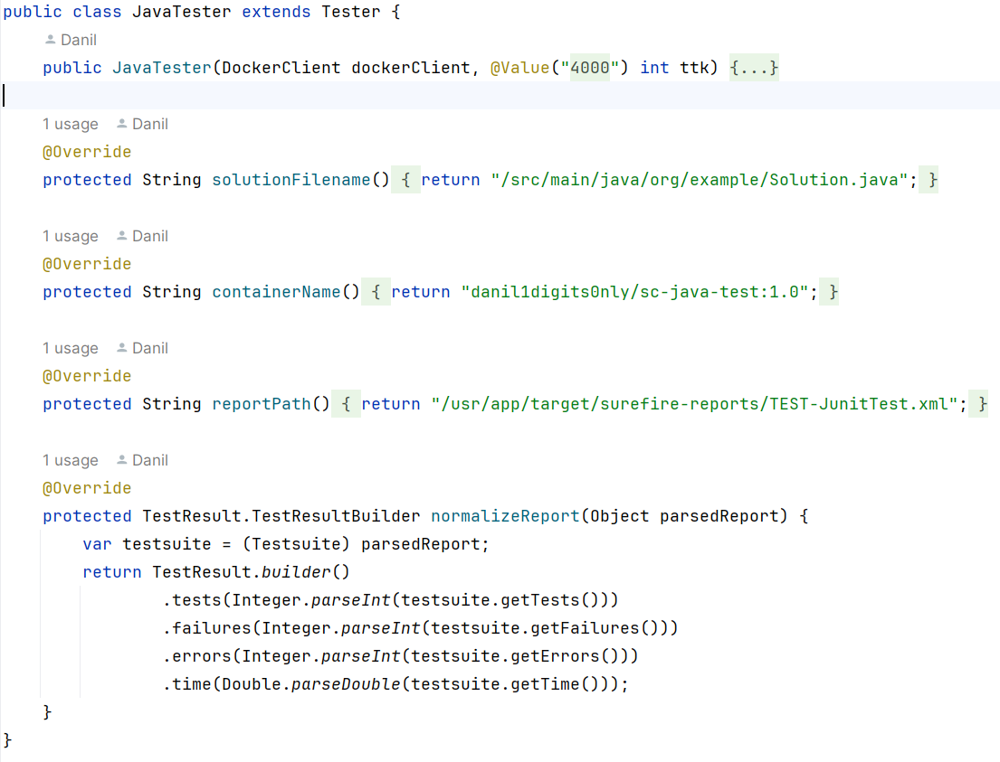 public class JavaTester extends Tester {
Danil
public JavaTester(DockerClient dockerClient, @Value("4000") int ttk) {...}
1 usage Danil
@Override
protected String solutionFilename() { return "/src/main/java/org/example/Solution.java"; }
1 usage Danil
@Override
protected String containerName() { return "danil1digits0nly/sc-java-test:1.0"; }
1 usage Danil
@Override
protected String reportPath() { return "/usr/app/target/surefire-reports/TEST-JunitTest.xml"; }
1 usage Danil
@Override
protected TestResult.TestResultBuilder normalizeReport(Object parsedReport) {
var testsuite = (Testsuite) parsedReport;
return TestResult.builder()
.tests(Integer.parseInt(testsuite.getTests()))
.failures(Integer.parseInt(testsuite.getFailures()))
.errors(Integer.parseInt(testsuite.getErrors()))
.time(Double.parseDouble(testsuite.getTime()));
}
}